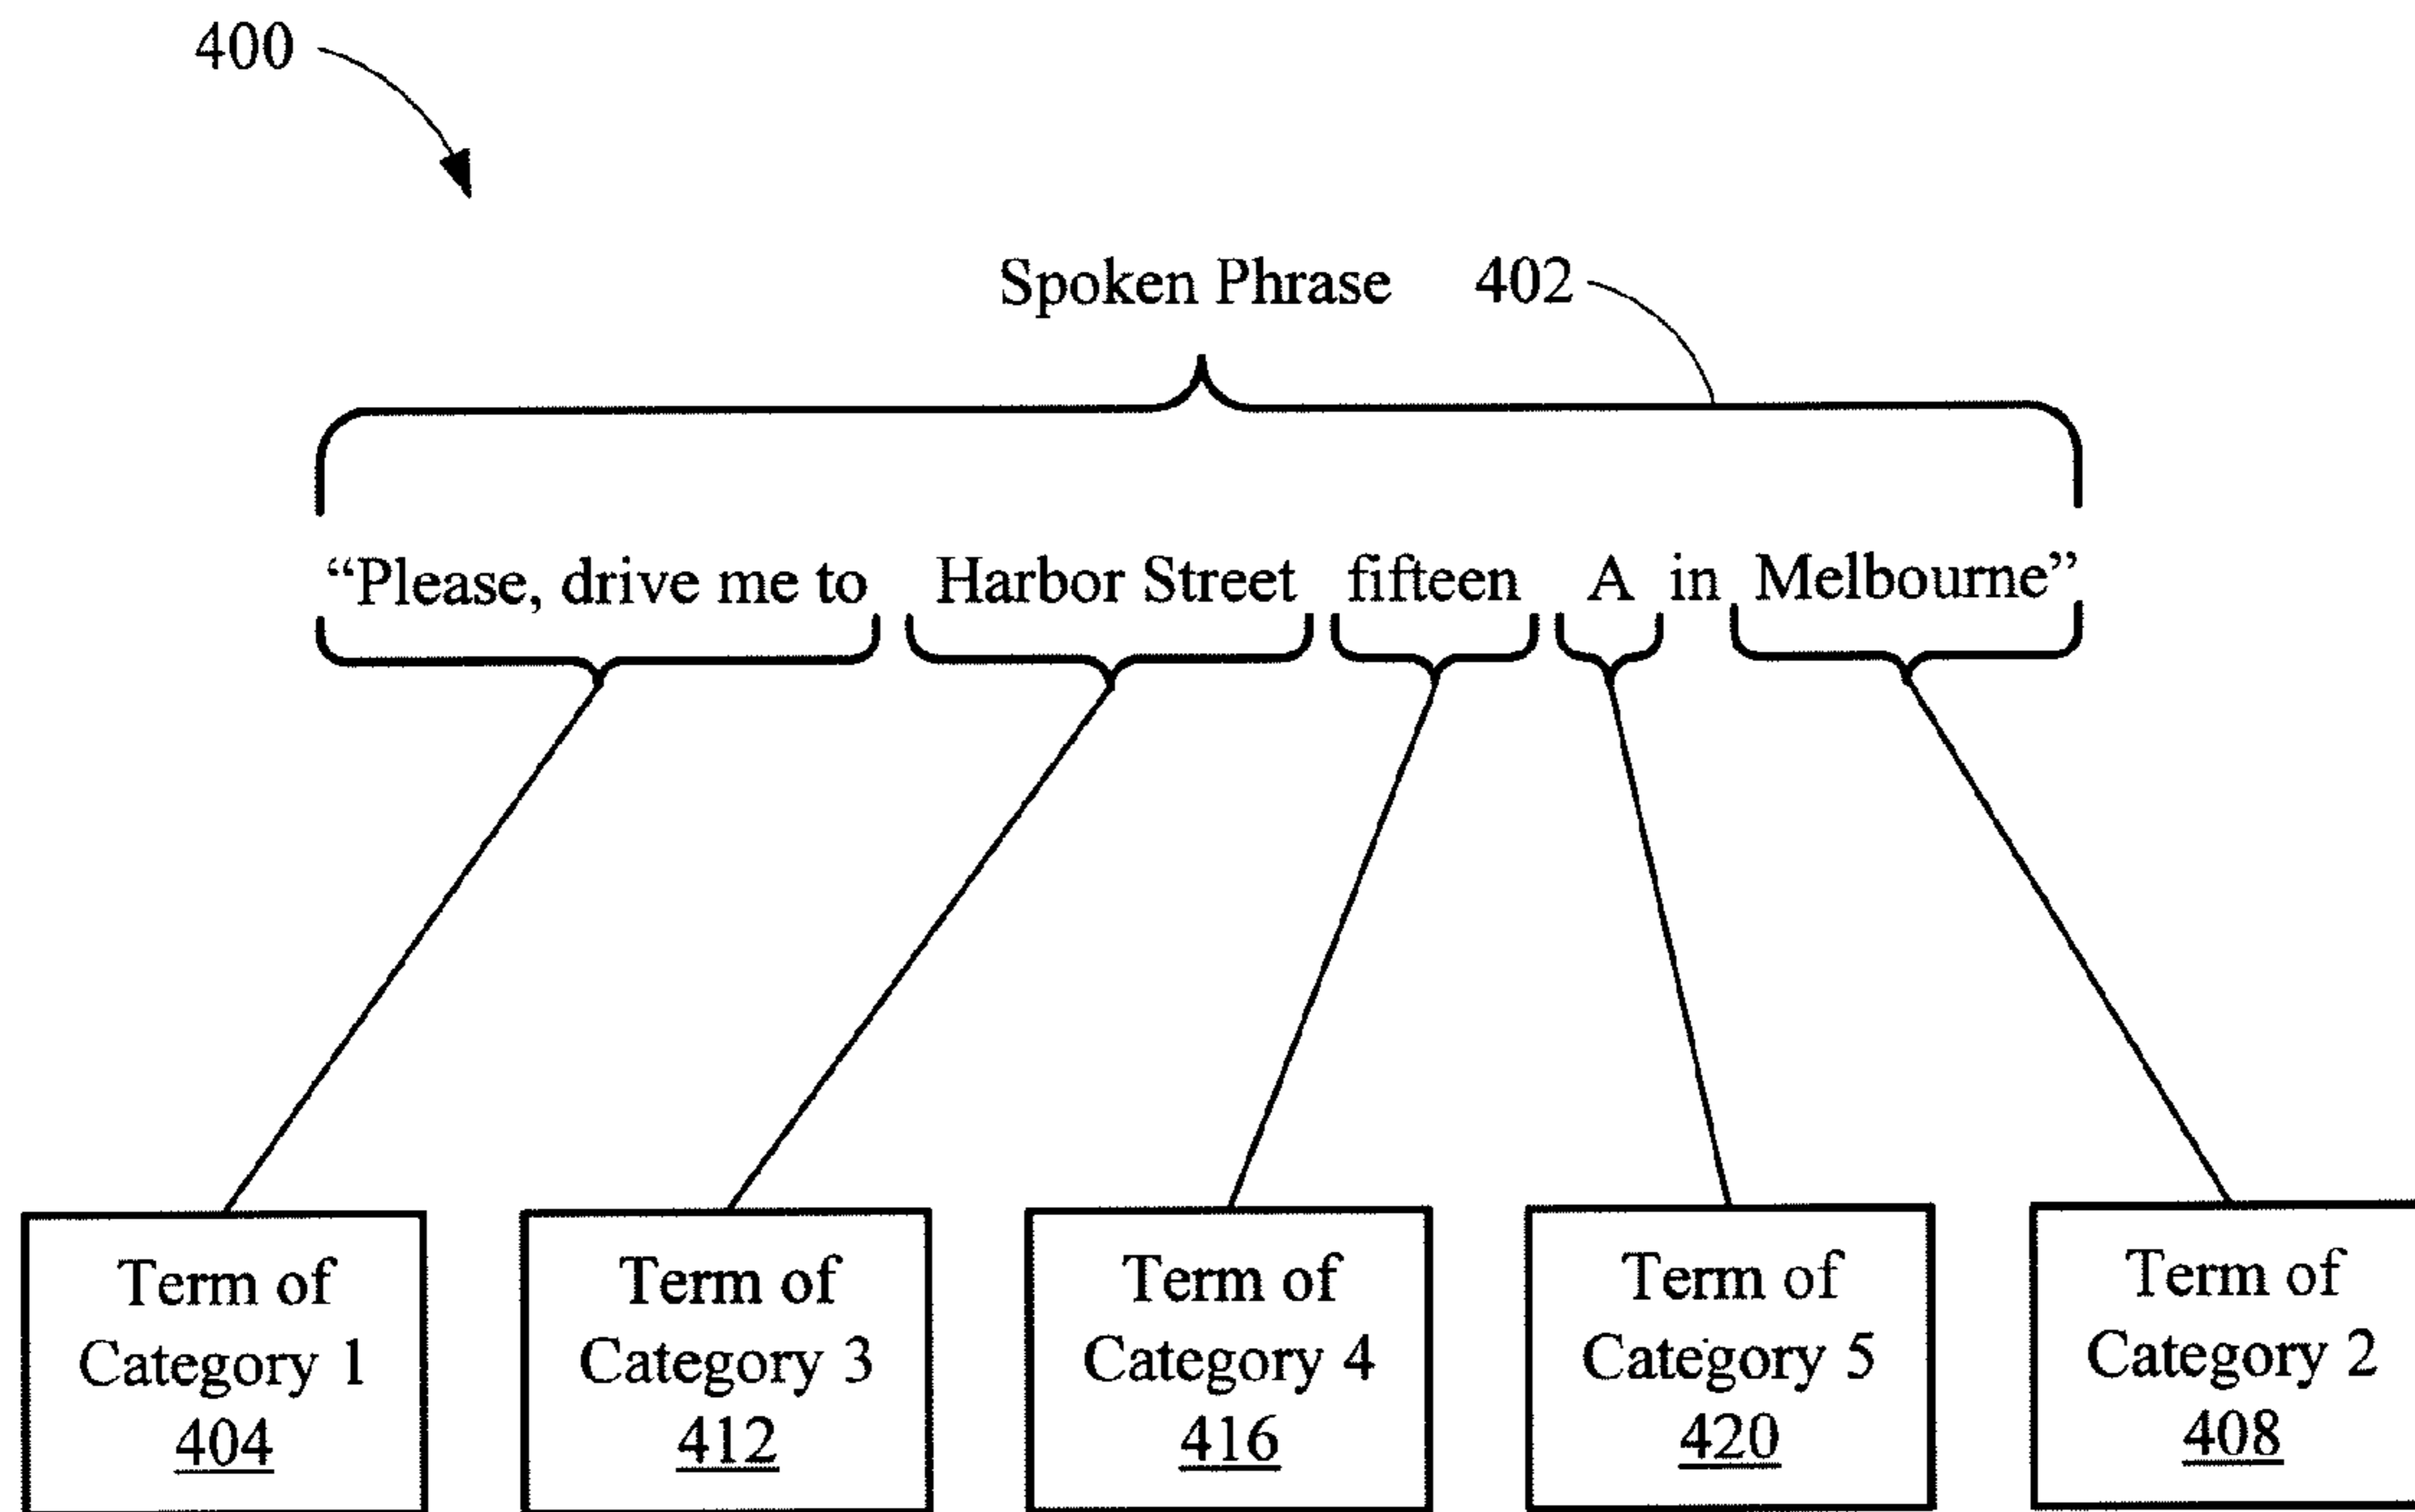 400
Spoken Phrase 402
“Please, drive me to Harbor Street fifteen A in Melbourne”
Term of Category 1 404
Term of Category 3 412
Term of Category 4 416
Term of Category 5 420
Term of Category 2 408